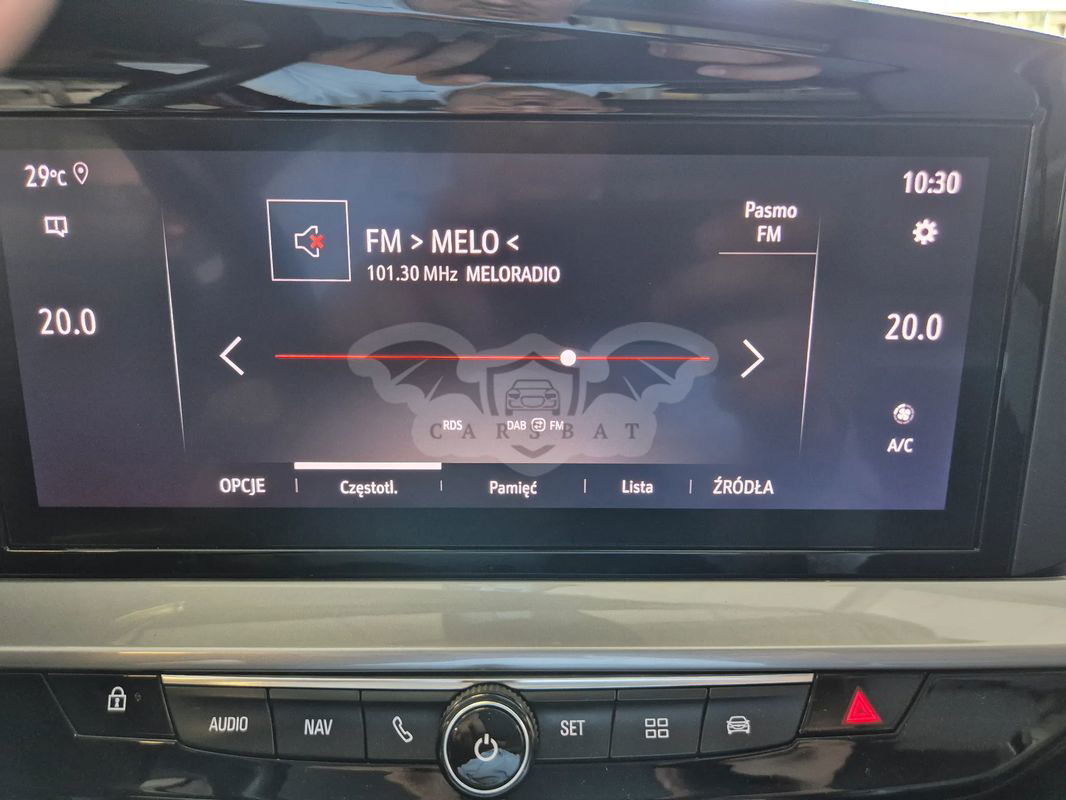 29°C
10:30
FM > MELO <
101.30 MHz MELORADIO
Pasmo
FM
20.0
20.0
RDS DAB FM
CARSBAT
A/C
OPCJE Częstotl. Pamięć Lista ŹRÓDŁA
AUDIO NAV SET